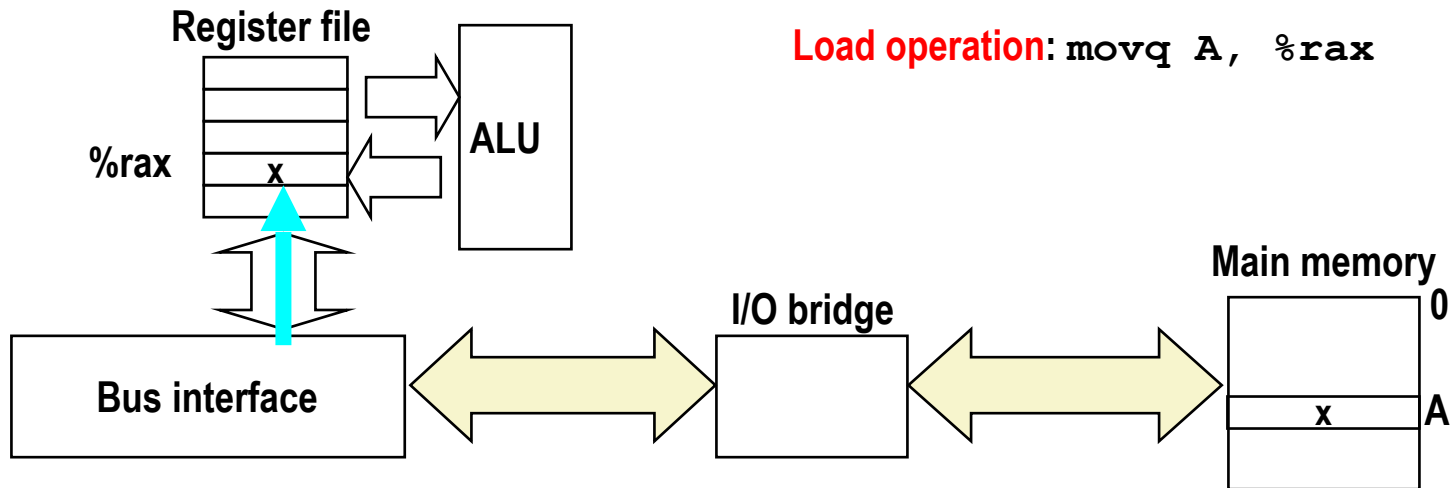 Register file
Load operation: movq A, %rax
ALU
%rax
x
Main memory
0
I/O bridge
Bus interface
x
A